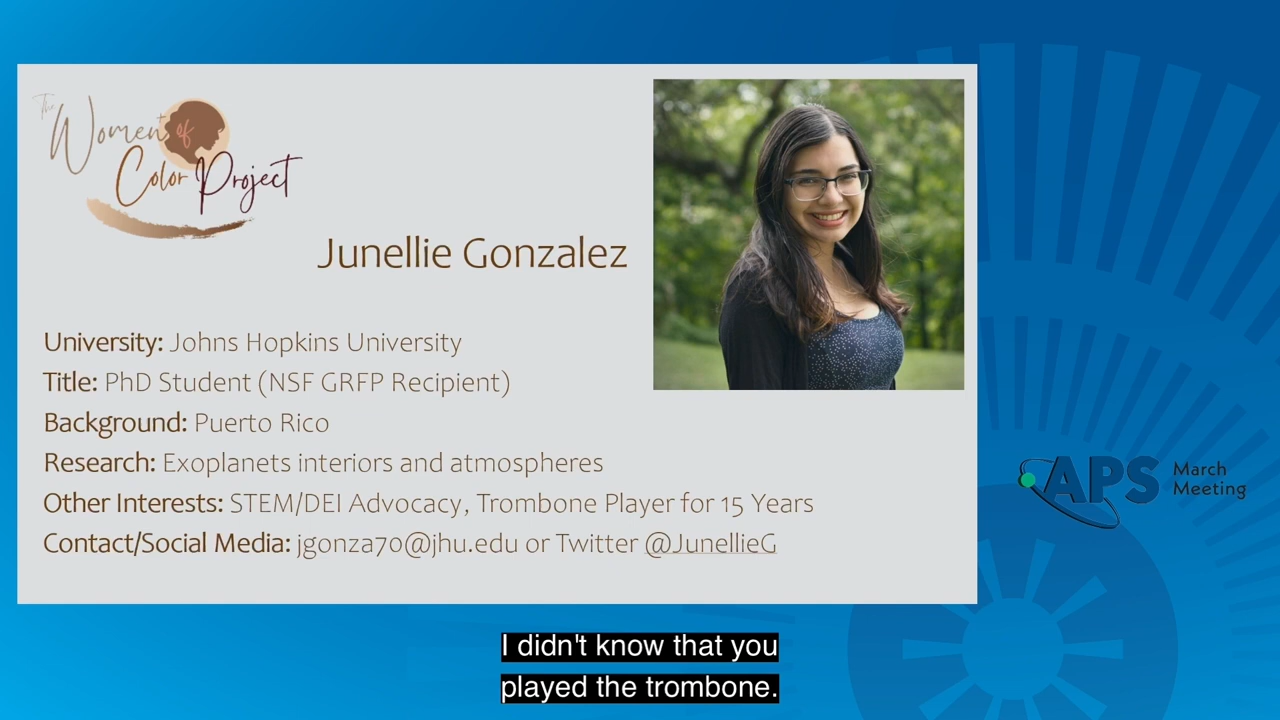 The
Women of
Color Project
Junellie Gonzalez
University: Johns Hopkins University
Title: PhD Student (NSF GRFP Recipient)
Background: Puerto Rico
Research: Exoplanets interiors and atmospheres
Other Interests: STEM/DEI Advocacy, Trombone Player for 15 Years
Contact/Social Media: jgonza70@jhu.edu or Twitter @JunellieG
APS March
Meeting
I didn't know that you
played the trombone.